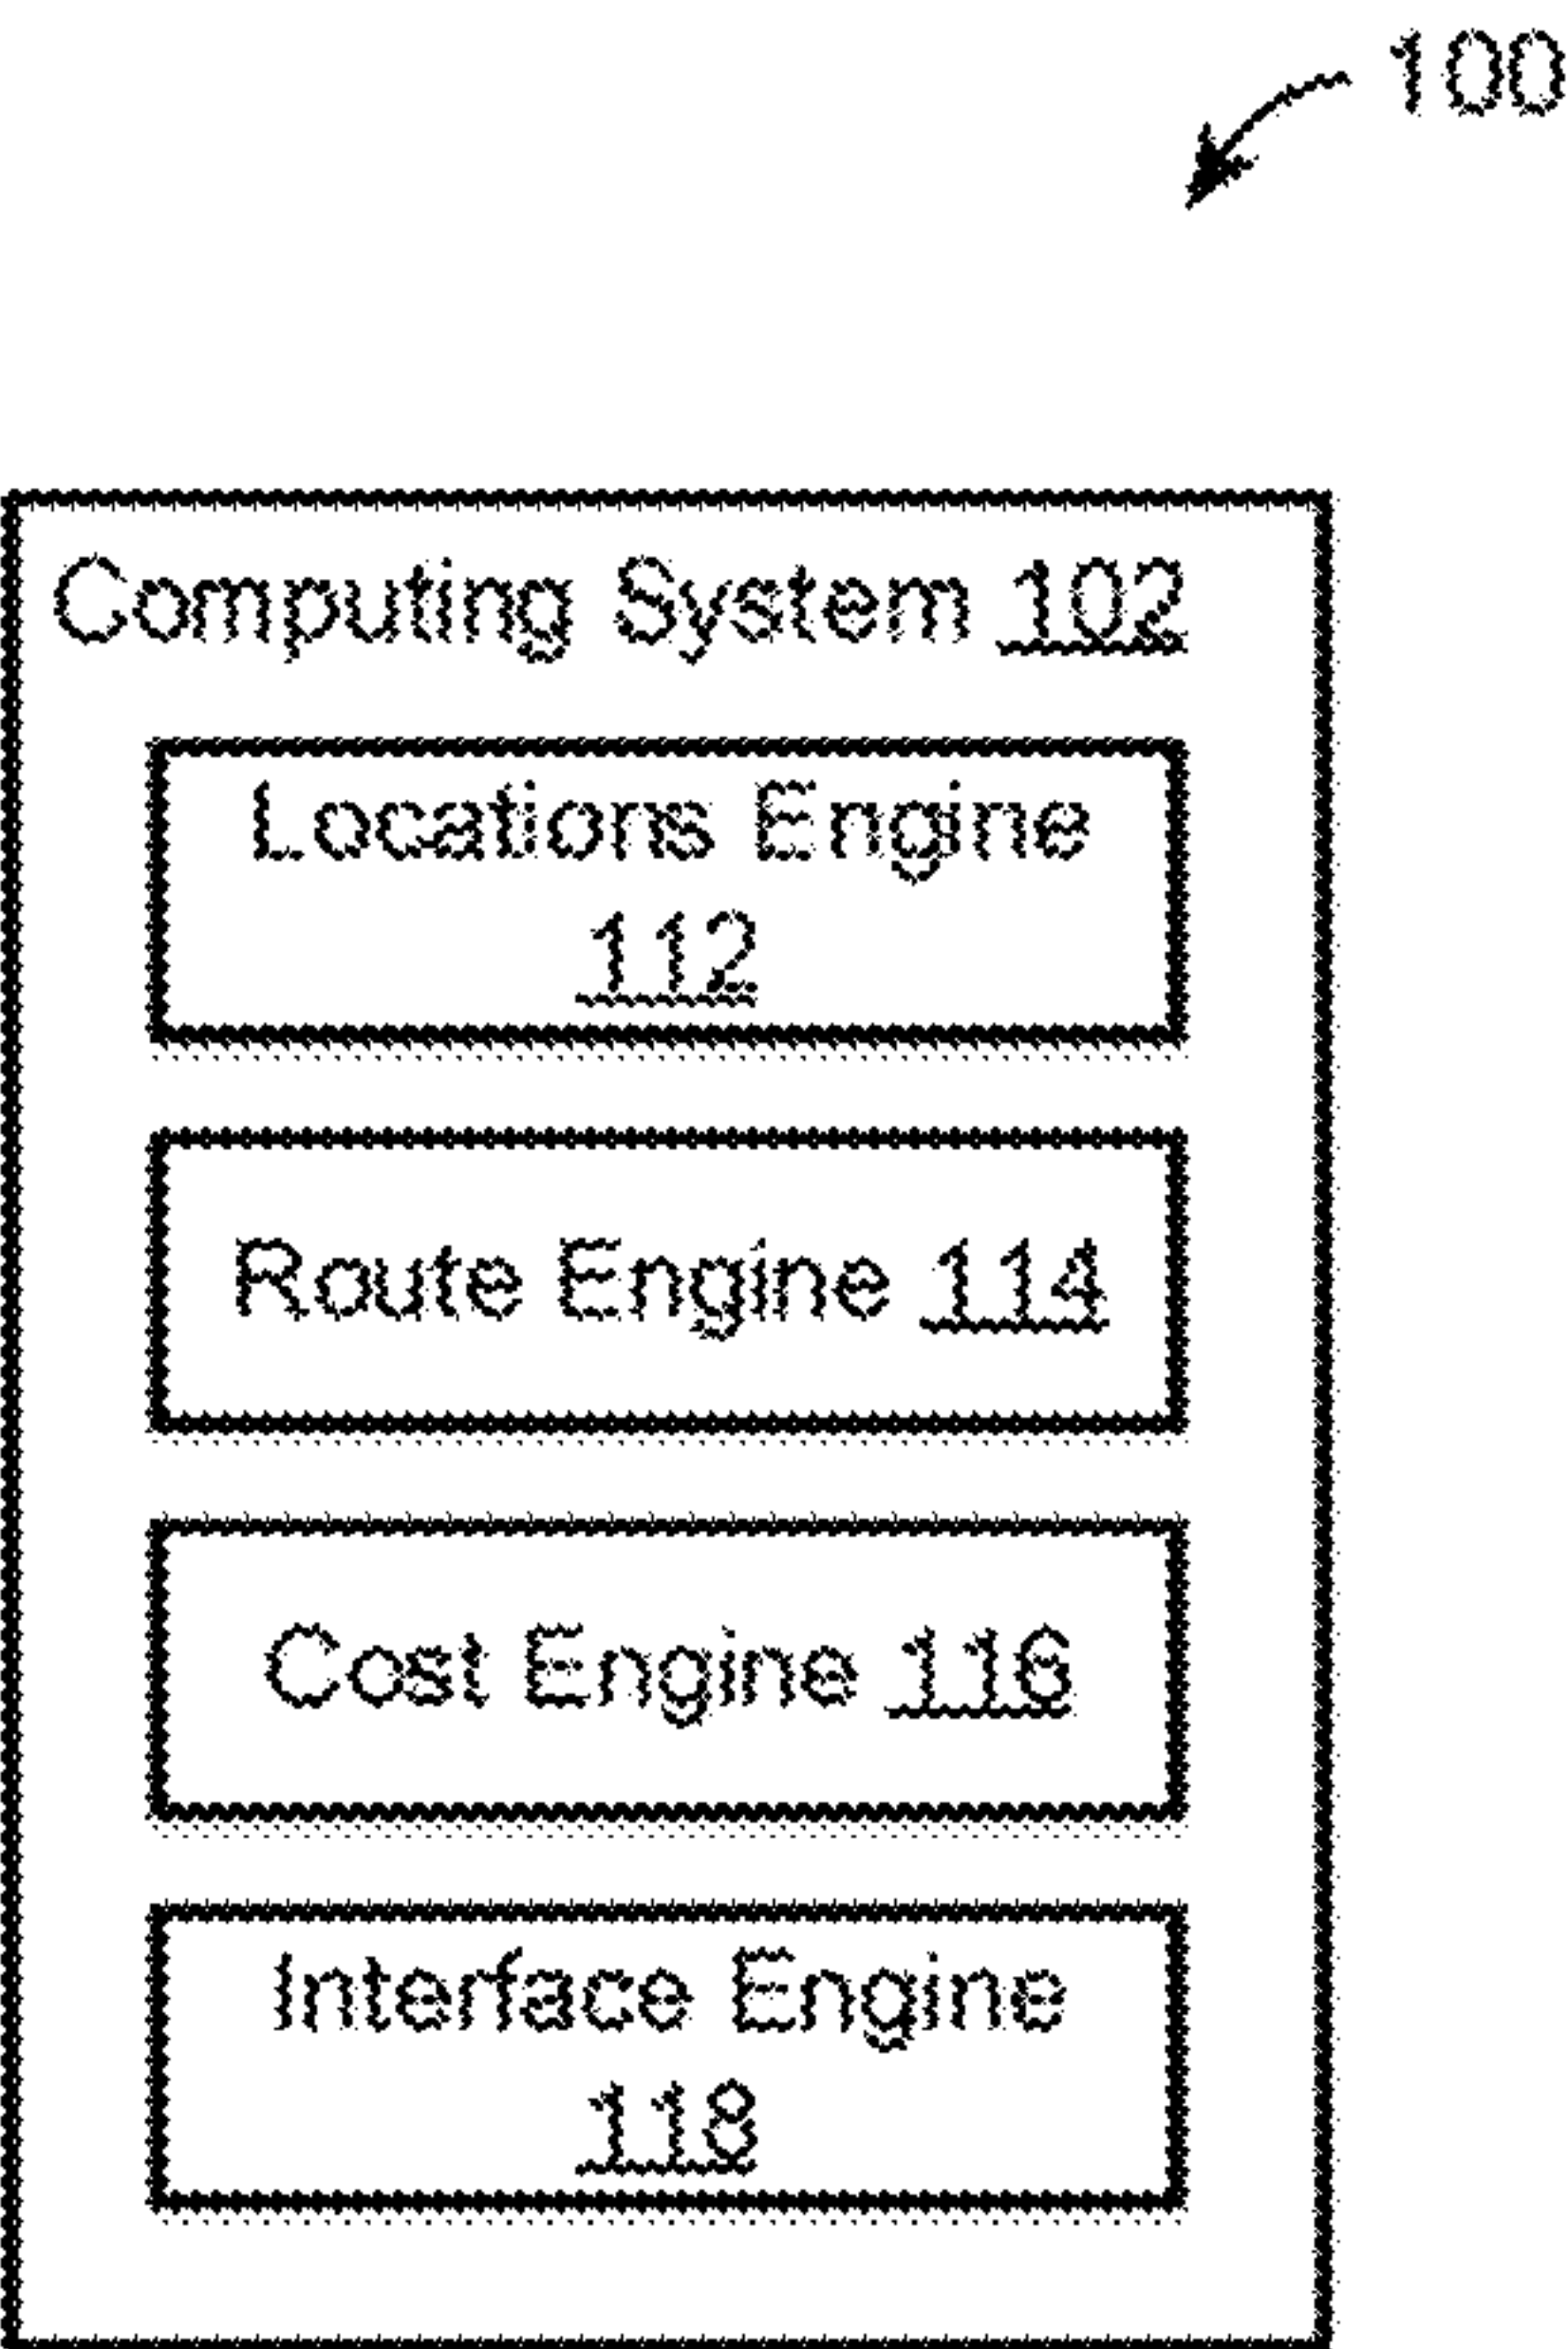 100
Computing System 102
Locations Engine
112
Route Engine 114
Cost Engine 116
Interface Engine
118